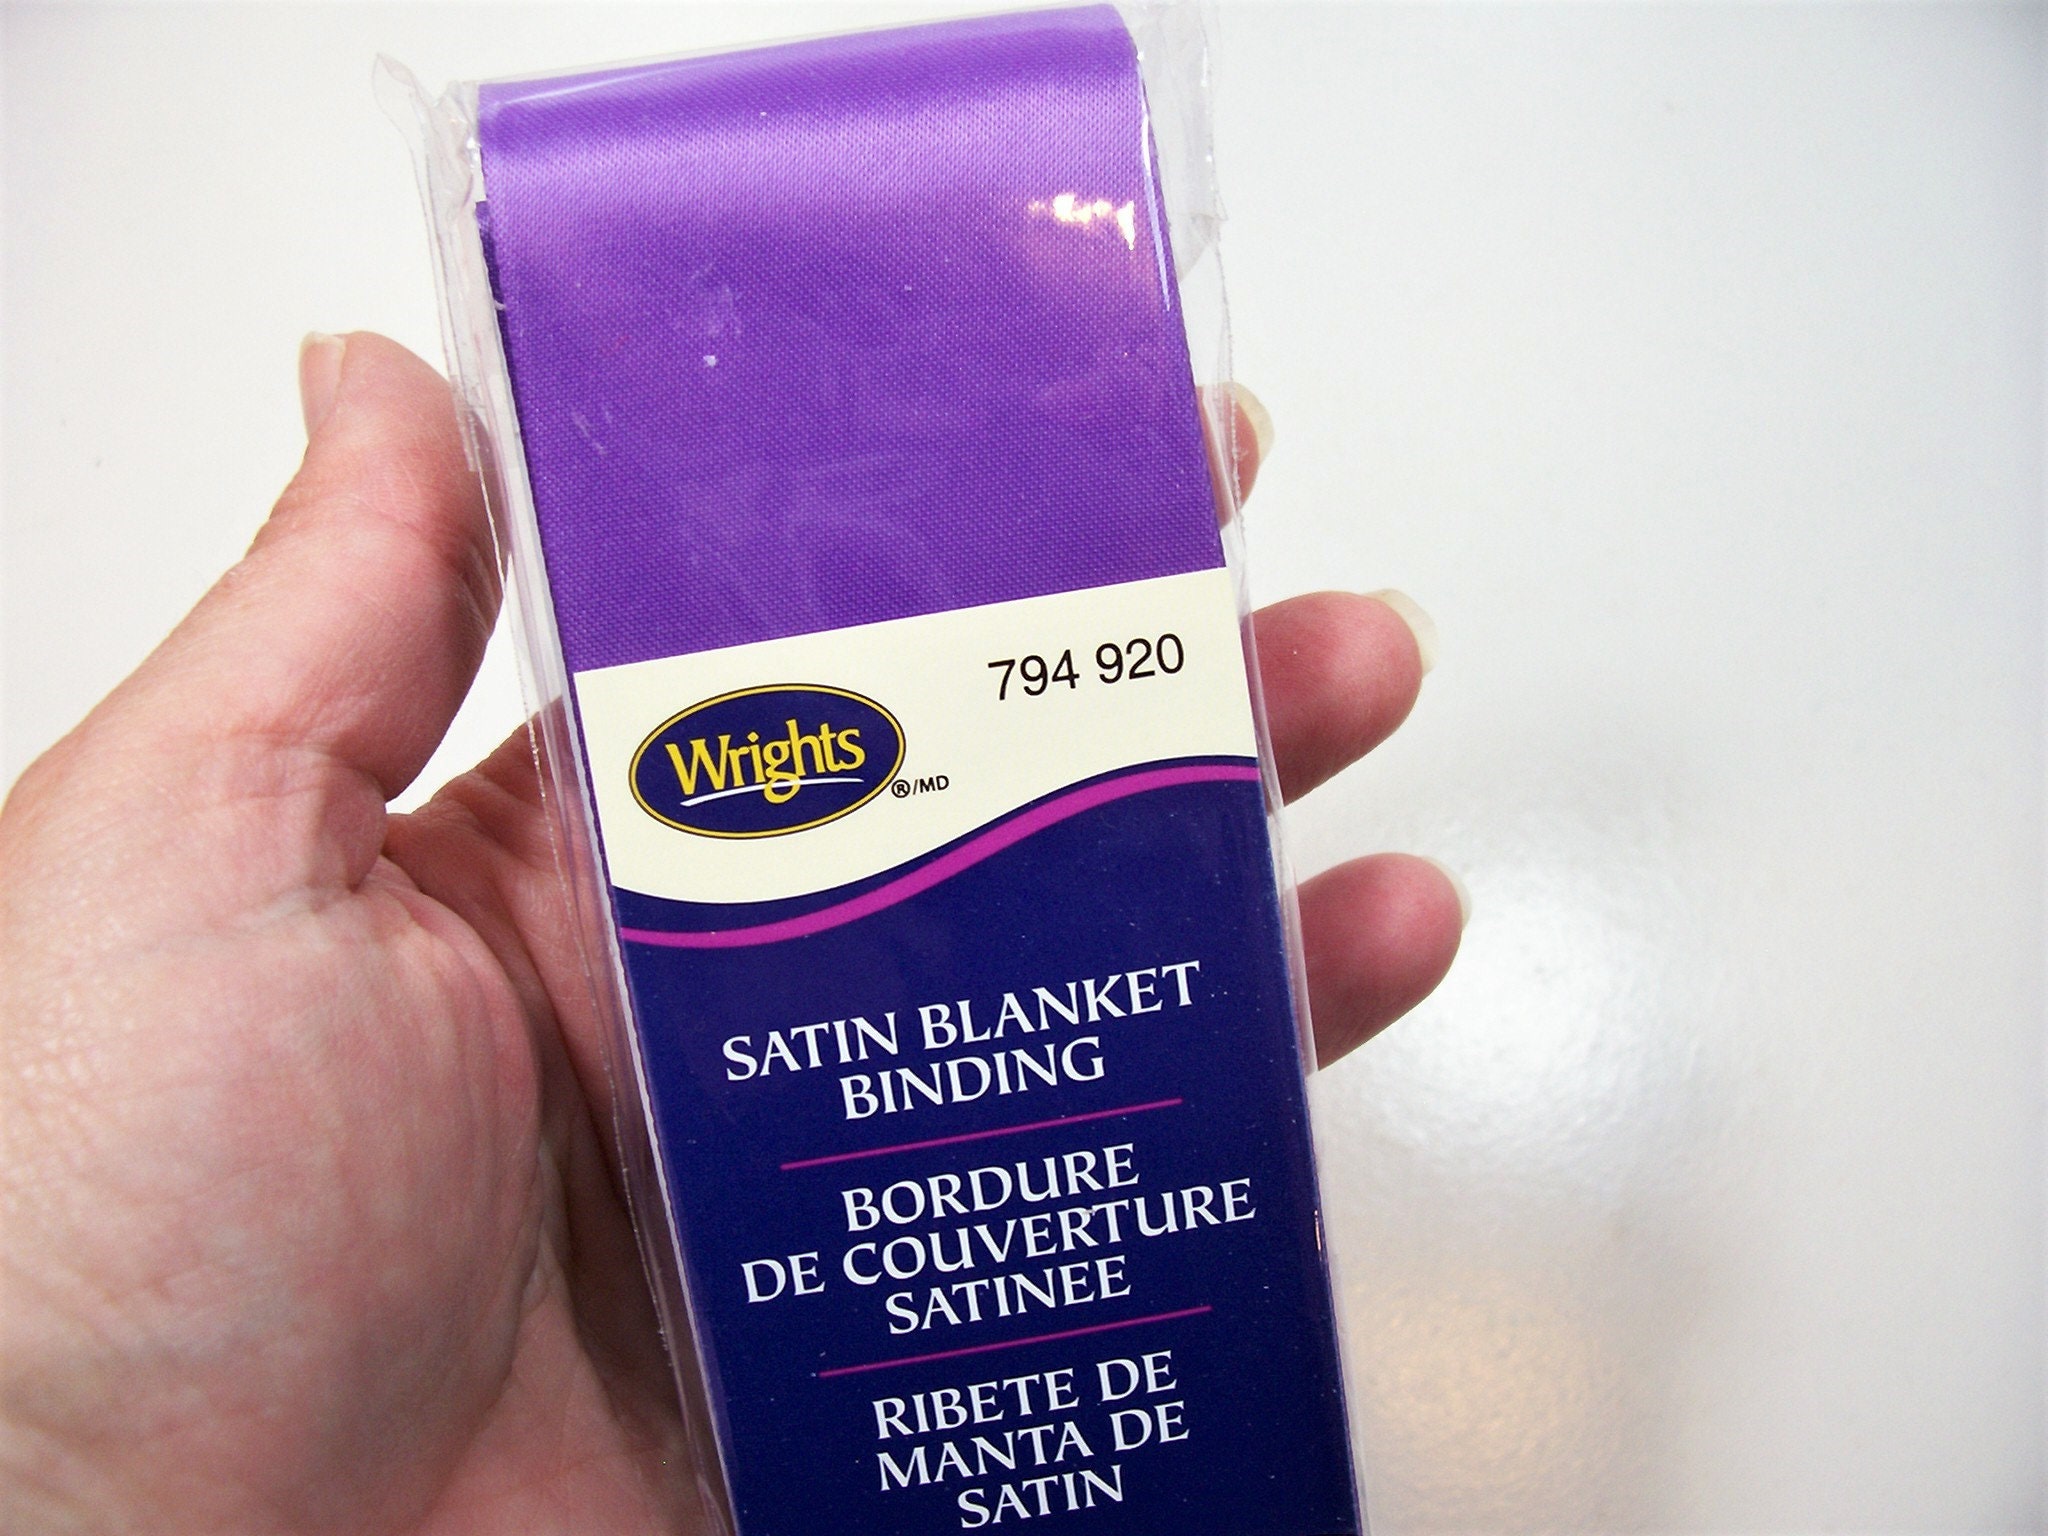 794 920
Wrights
®/MD
SATIN BLANKET
BINDING
BORDURE
DE COUVERTURE
SATINEE
RIBETE DE
MANTA DE
SATIN